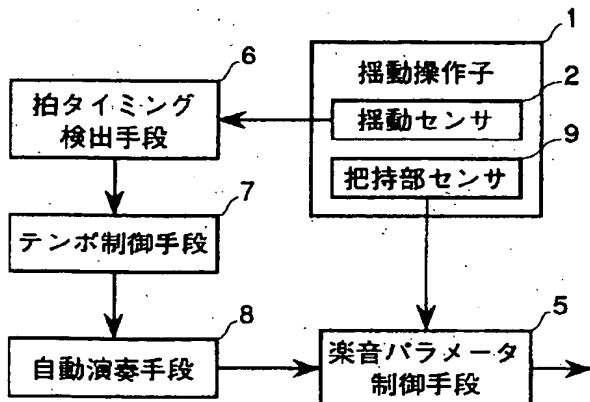 1
揺動操作子
2
揺動センサ
9
把持部センサ
6
拍タイミング
検出手段
7
テンポ制御手段
8
自動演奏手段
5
楽音パラメータ
制御手段